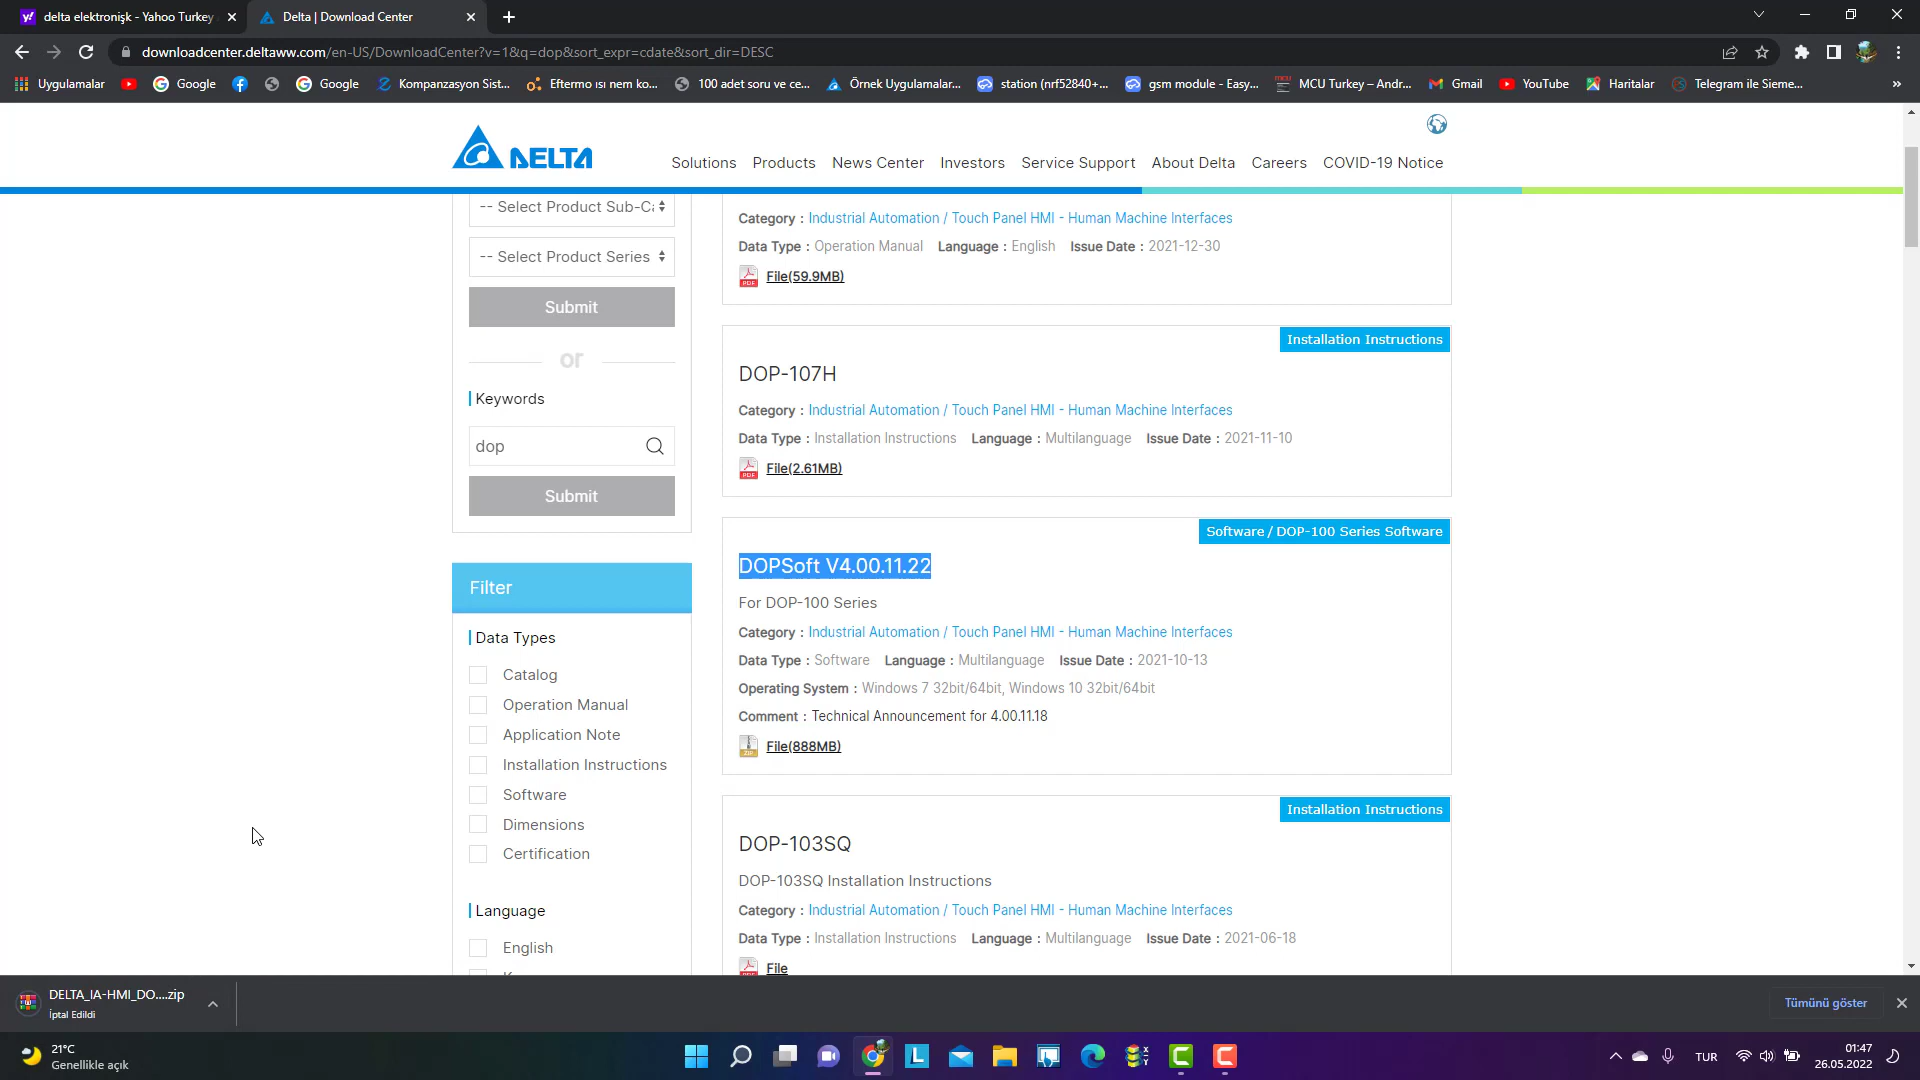 delta elektronişk - Yahoo Turkey
Delta | Download Center
downloadcenter.deltaww.com/en-US/DownloadCenter?v=1&q=dop&sort_expr=cdate&sort_dir=DESC
Uygulamalar
Google
Google
Kompanzasyon Sist...
Eftermo ısı nem ko...
100 adet soru ve ce...
Örnek Uygulamalar...
station (nrf52840+...
gsm module - Easy...
MCU Turkey – Andr...
Gmail
YouTube
Haritalar
Telegram ile Sieme...
DELTA
Solutions Products News Center Investors Service Support About Delta Careers COVID-19 Notice
-- Select Product Sub-Ca
-- Select Product Series
Submit
or
Keywords
dop
Submit
Filter
Data Types
Catalog
Operation Manual
Application Note
Installation Instructions
Software
Dimensions
Certification
Language
English
Category : Industrial Automation / Touch Panel HMI - Human Machine Interfaces
Data Type : Operation Manual Language : English Issue Date : 2021-12-30
PDF File(59.9MB)
Installation Instructions
DOP-107H
Category : Industrial Automation / Touch Panel HMI - Human Machine Interfaces
Data Type : Installation Instructions Language : Multilanguage Issue Date : 2021-11-10
PDF File(2.61MB)
Software / DOP-100 Series Software
DOPSoft V4.00.11.22
For DOP-100 Series
Category : Industrial Automation / Touch Panel HMI - Human Machine Interfaces
Data Type : Software Language : Multilanguage Issue Date : 2021-10-13
Operating System : Windows 7 32bit/64bit, Windows 10 32bit/64bit
Comment : Technical Announcement for 4.00.11.18
ZIP File(888MB)
Installation Instructions
DOP-103SQ
DOP-103SQ Installation Instructions
Category : Industrial Automation / Touch Panel HMI - Human Machine Interfaces
Data Type : Installation Instructions Language : Multilanguage Issue Date : 2021-06-18
File
DELTA_IA-HMI_DO....zip
İptal Edildi
Tümünü göster
21°C
Genellikle açık
TUR
01:47
26.05.2022